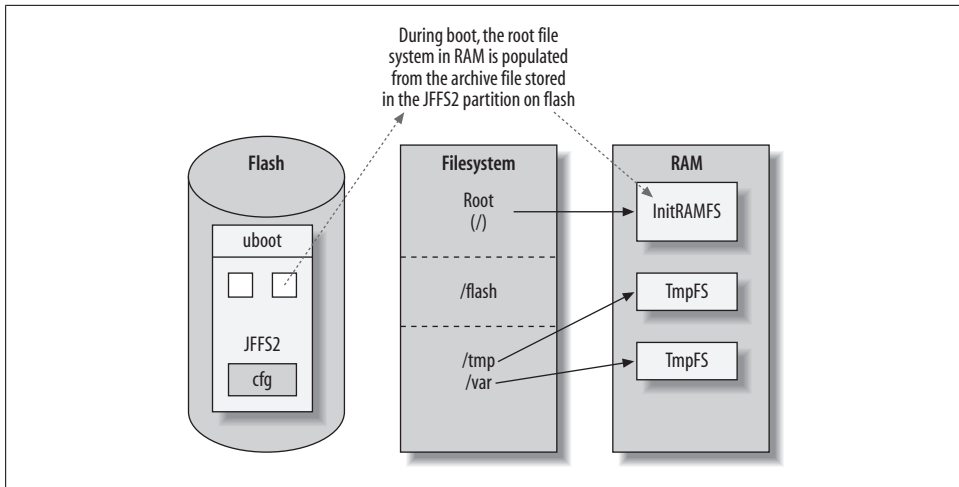 During boot, the root file
system in RAM is populated
from the archive file stored
in the JFFS2 partition on flash
Flash
uboot
JFFS2
cfg
Filesystem
Root
(/)
/flash
/tmp
/var
RAM
InitRAMFS
TmpFS
TmpFS